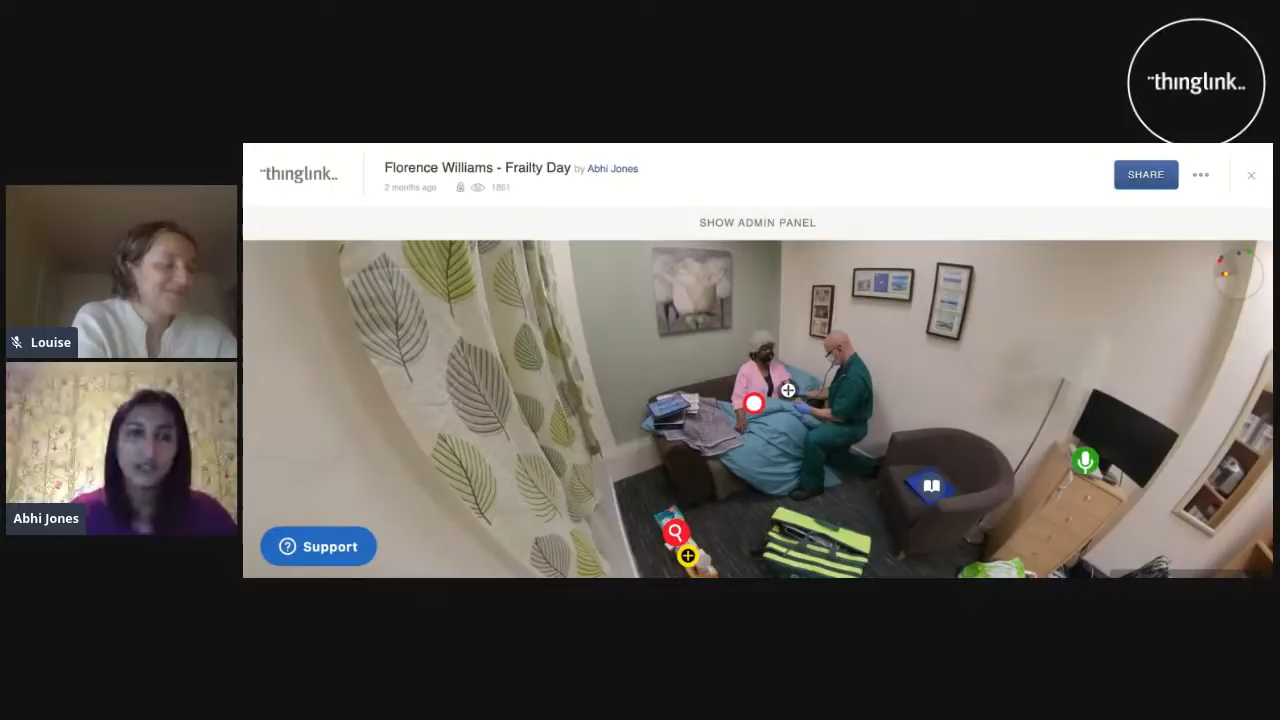 thinglink..
thinglink..
Florence Williams - Frailty Day by Abhi Jones
SHARE
2 months ago 1851
SHOW ADMIN PANEL
Louise
Abhi Jones
Support